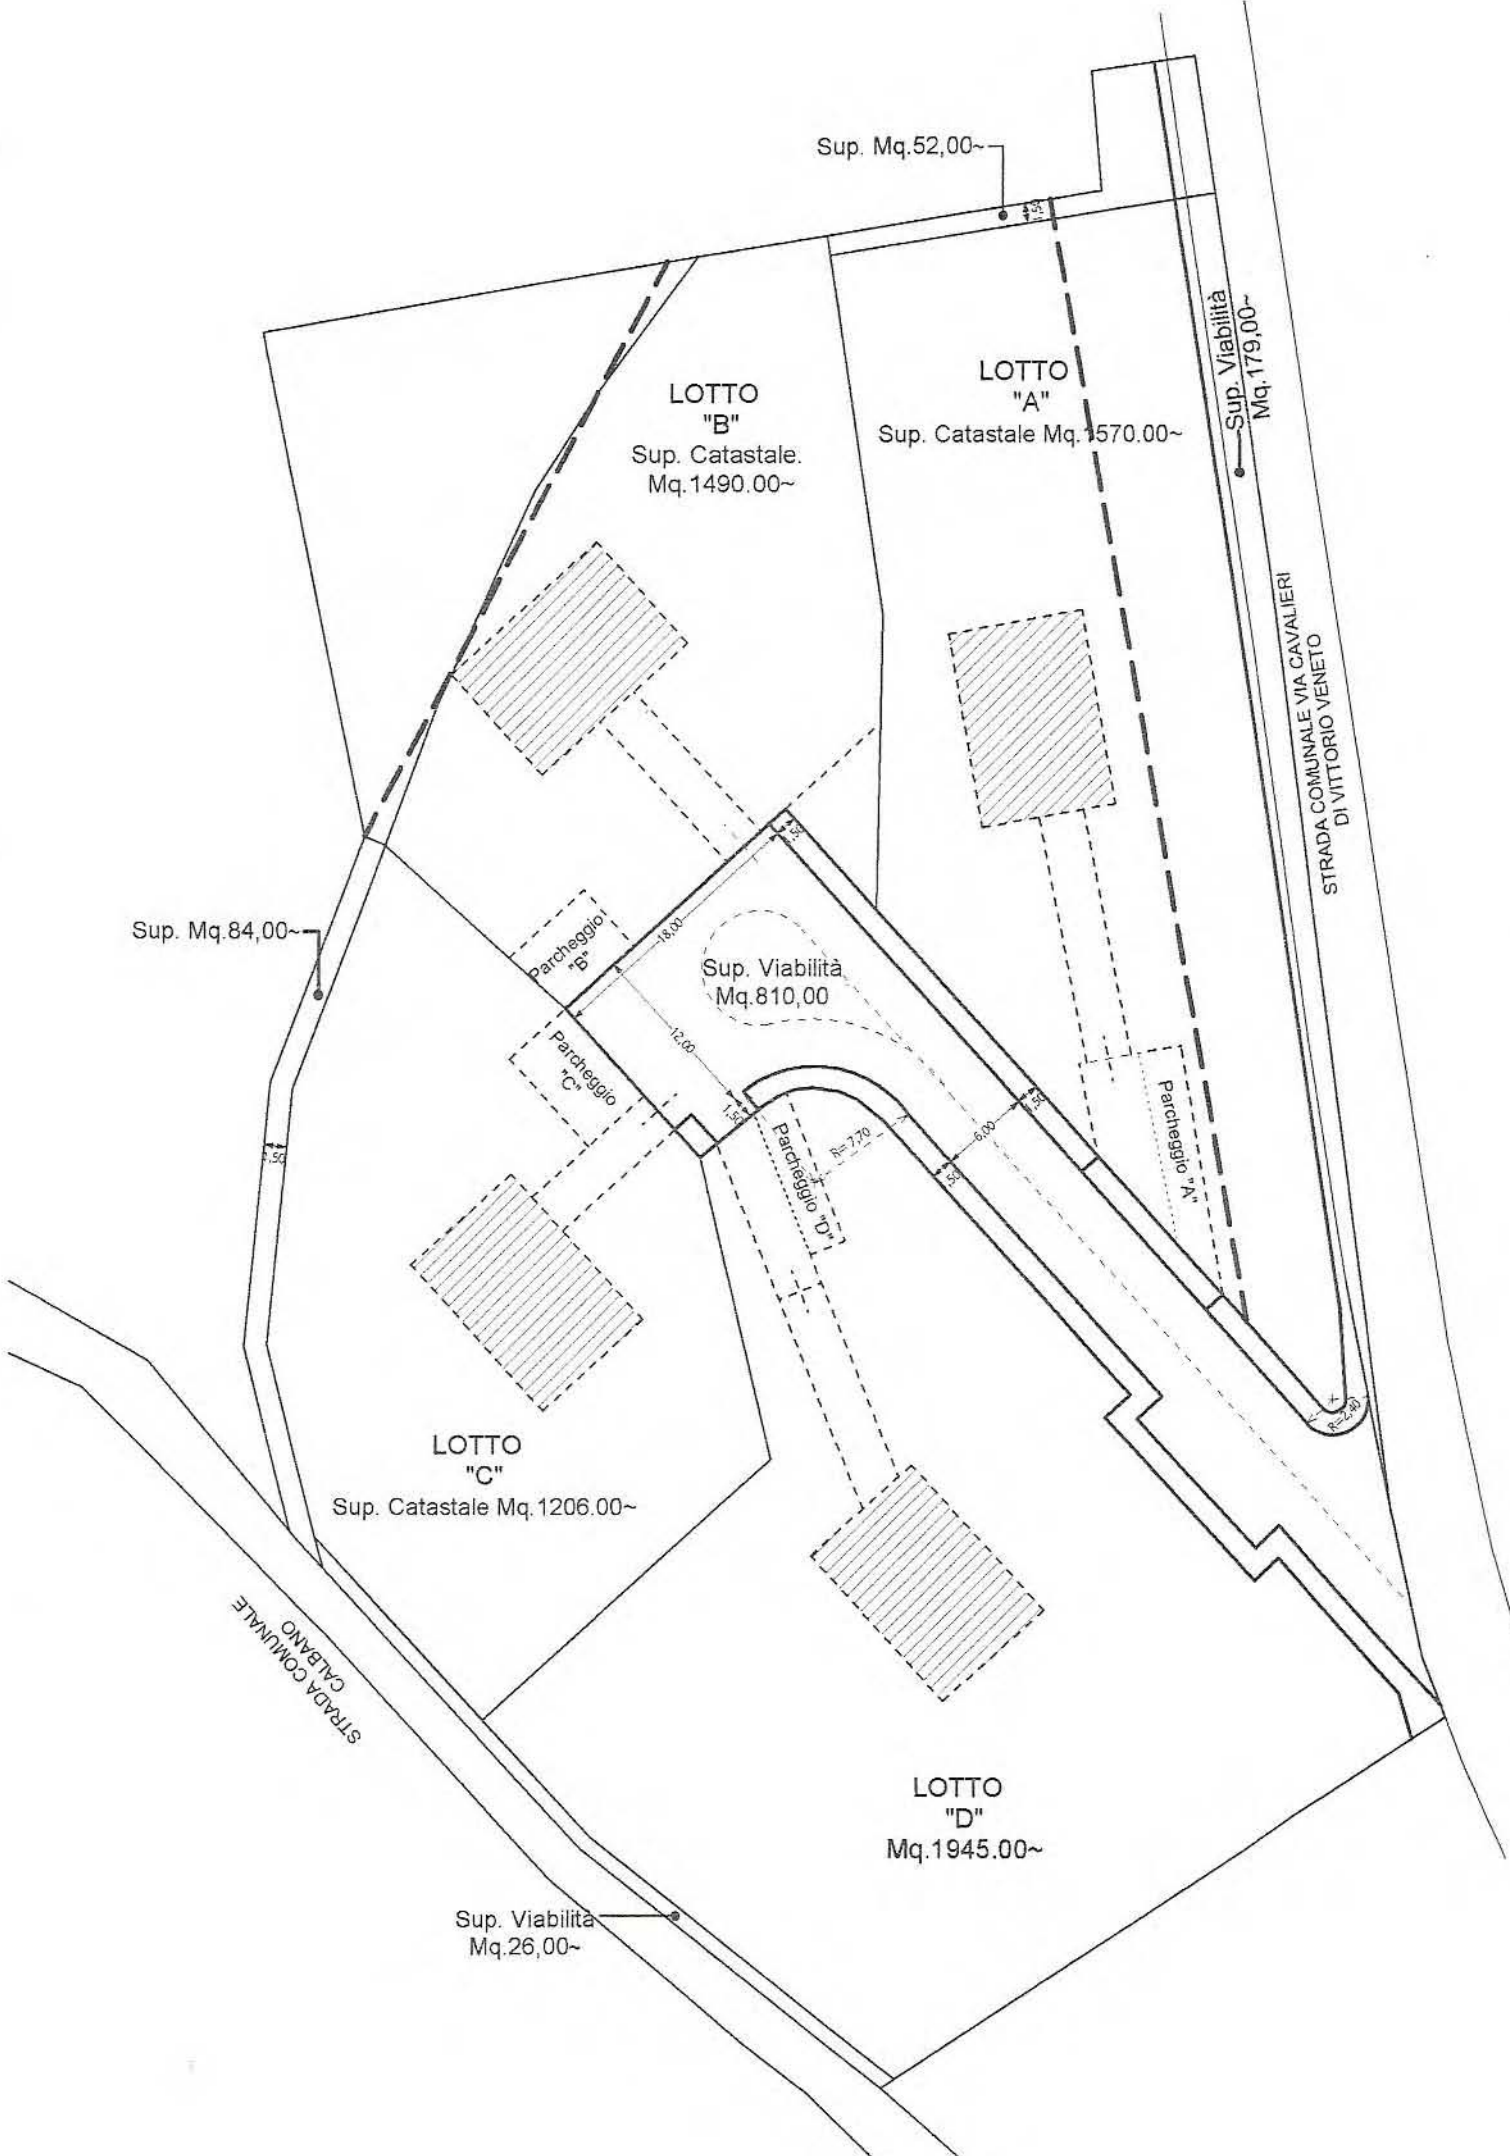 Sup. Mq.52,00~
1,50
LOTTO
"A"
Sup. Catastale Mq.1570.00~
Sup. Viabilità
Mq.179,00~
LOTTO
"B"
Sup. Catastale.
Mq.1490.00~
STRADA COMUNALE VIA CAVALIERI
DI VITTORIO VENETO
Sup. Mq.84,00~
Parcheggio
"B"
18,00
1,50
Sup. Viabilità
Mq.810,00
12,00
Parcheggio
"C"
1,50
Parcheggio "D"
R=7,70
6,00
1,50
1,50
Parcheggio "A"
1,50
R=2,40
LOTTO
"C"
Sup. Catastale Mq.1206.00~
STRADA COMUNALE
CALBANO
LOTTO
"D"
Mq.1945.00~
Sup. Viabilità
Mq.26,00~